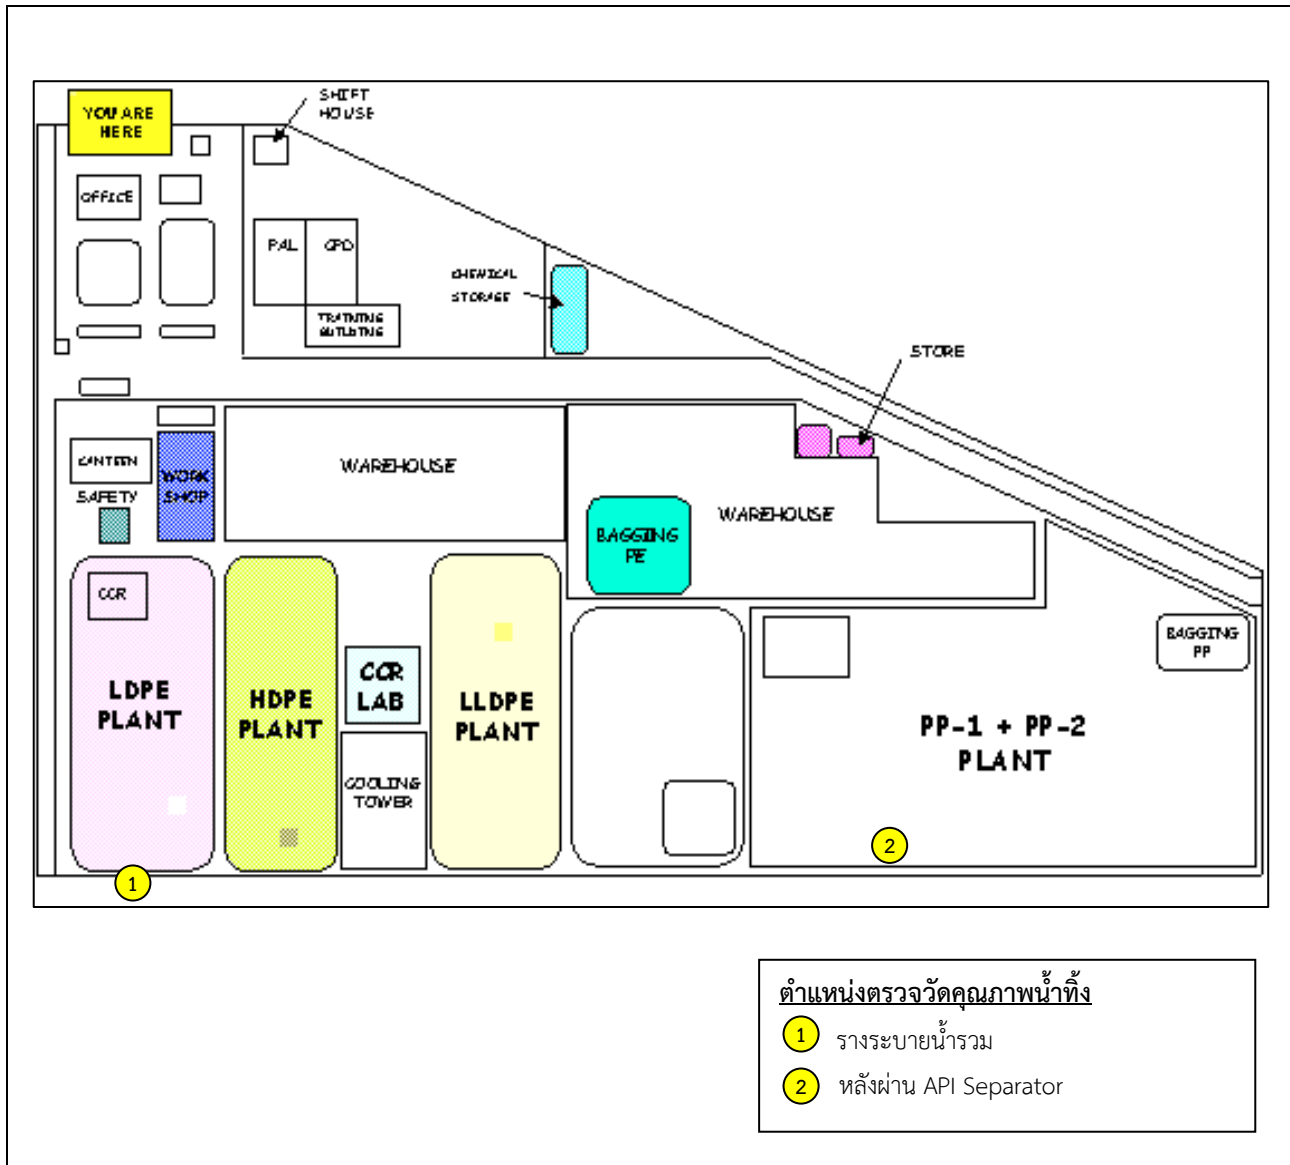 YOU ARE
HERE
SHIFT
HOUSE
OFFICE
PAL
GPD
TRAINING
BUILDING
CHEMICAL
STORAGE
STORE
CANTEEN
SAFETY
WORK
SHOP
WAREHOUSE
WAREHOUSE
BAGGING
PE
CCR
LDPE
PLANT
HDPE
PLANT
CCR
LAB
COOLING
TOWER
LLDPE
PLANT
BAGGING
PP
PP-1 + PP-2
PLANT
1
2
ตำแหน่งตรวจวัดคุณภาพน้ำทิ้ง
1 รางระบายน้ำรวม
2 หลังผ่าน API Separator